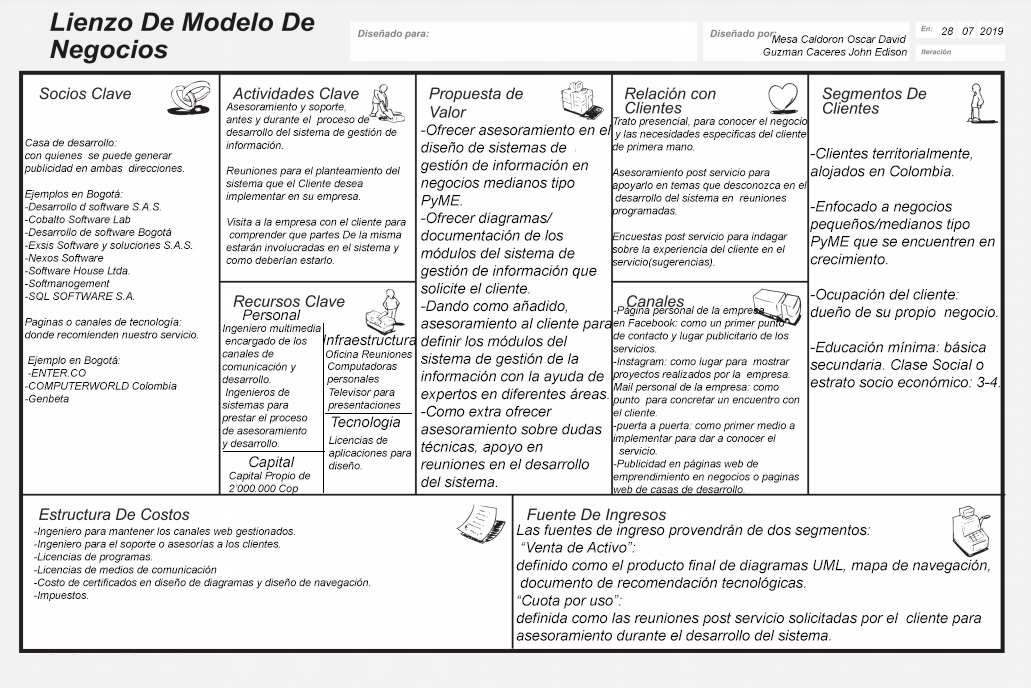 Lienzo De Modelo De
Negocios
Diseñado para:
Diseñado por:
Mesa Calderon Oscar David
Guzman Caceres John Edison
En: 28 07 2019
Iteración
Socios Clave
Casa de desarrollo:
con quienes se puede generar
publicidad en ambas direcciones.
Ejemplos en Bogotá:
-Desarrollo d software S.A.S.
-Cobalto Software Lab
-Desarrollo de software Bogotá
-Exsis Software y soluciones S.A.S.
-Nexos Software
-Software House Ltda.
-Softmanogement
-SQL SOFTWARE S.A.
Paginas o canales de tecnología:
donde recomienden nuestro servicio.
Ejemplo en Bogotá:
-ENTER.CO
-COMPUTERWORLD Colombia
-Genbeta
Actividades Clave
Asesoramiento y soporte,
antes y durante el proceso de
desarrollo del sistema de gestión de
información.
Reuniones para el planteamiento del
sistema que el Cliente desea
implementar en su empresa.
Visita a la empresa con el cliente para
comprender que partes De la misma
estarán involucradas en el sistema y
como deberían estarlo.
Recursos Clave
Personal
Ingeniero multimedia
encargado de los
canales de
comunicación y
desarrollo.
Ingenieros de
sistemas para
prestar el proceso
de asesoramiento
y desarrollo.
Capital
Capital Propio de
2'000.000 Cop
Infraestructura
Oficina Reuniones
Computadoras
personales
Televisor para
presentaciones
Tecnologia
Licencias de
aplicaciones para
diseño.
Propuesta de
Valor
-Ofrecer asesoramiento en el
diseño de sistemas de
gestión de información en
negocios medianos tipo
PyME.
-Ofrecer diagramas/
documentación de los
módulos del sistema de
gestión de información que
solicite el cliente.
-Dando como añadido,
asesoramiento al cliente para
definir los módulos del
sistema de gestión de la
información con la ayuda de
expertos en diferentes áreas.
-Como extra ofrecer
asesoramiento sobre dudas
técnicas, apoyo en
reuniones en el desarrollo
del sistema.
Relación con
Clientes
Trato presencial, para conocer el negocio
y las necesidades especificas del cliente
de primera mano.
Asesoramiento post servicio para
apoyarlo en temas que desconozca en el
desarrollo del sistema en reuniones
programadas.
Encuestas post servicio para indagar
sobre la experiencia del cliente en el
servicio(sugerencias).
Canales
-Pagina personal de la empresa
en Facebook: como un primer punto
de contacto y lugar publicitario de los
servicios.
-Instagram: como lugar para mostrar
proyectos realizados por la empresa.
Mail personal de la empresa: como
punto para concretar un encuentro con
el cliente.
-puerta a puerta: como primer medio a
implementar para dar a conocer el
servicio.
-Publicidad en páginas web de
emprendimiento en negocios o paginas
web de casas de desarrollo.
Segmentos De
Clientes
-Clientes territorialmente,
alojados en Colombia.
-Enfocado a negocios
pequeños/medianos tipo
PyME que se encuentren en
crecimiento.
-Ocupación del cliente:
dueño de su propio negocio.
-Educación mínima: básica
secundaria. Clase Social o
estrato socio económico: 3-4.
Estructura De Costos
-Ingeniero para mantener los canales web gestionados.
-Ingeniero para el soporte o asesorías a los clientes.
-Licencias de programas.
-Licencias de medios de comunicación
-Costo de certificados en diseño de diagramas y diseño de navegación.
-Impuestos.
Fuente De Ingresos
Las fuentes de ingreso provendrán de dos segmentos:
“Venta de Activo”:
definido como el producto final de diagramas UML, mapa de navegación,
documento de recomendación tecnológicas.
“Cuota por uso”:
definida como las reuniones post servicio solicitadas por el cliente para
asesoramiento durante el desarrollo del sistema.